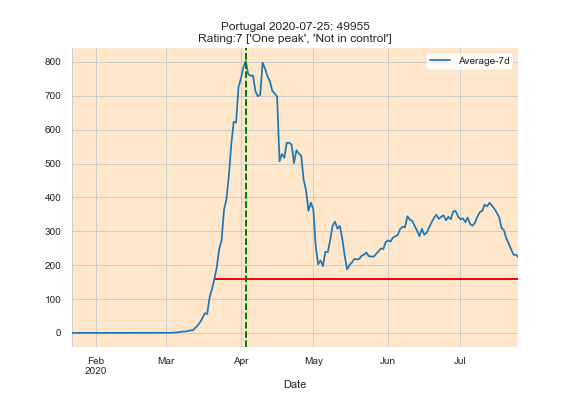 Portugal 2020-07-25: 49955
Rating:7 ['One peak', 'Not in control']
Average-7d
800
700
600
500
400
300
200
100
0
Feb
2020
Mar
Apr
May
Jun
Jul
Date